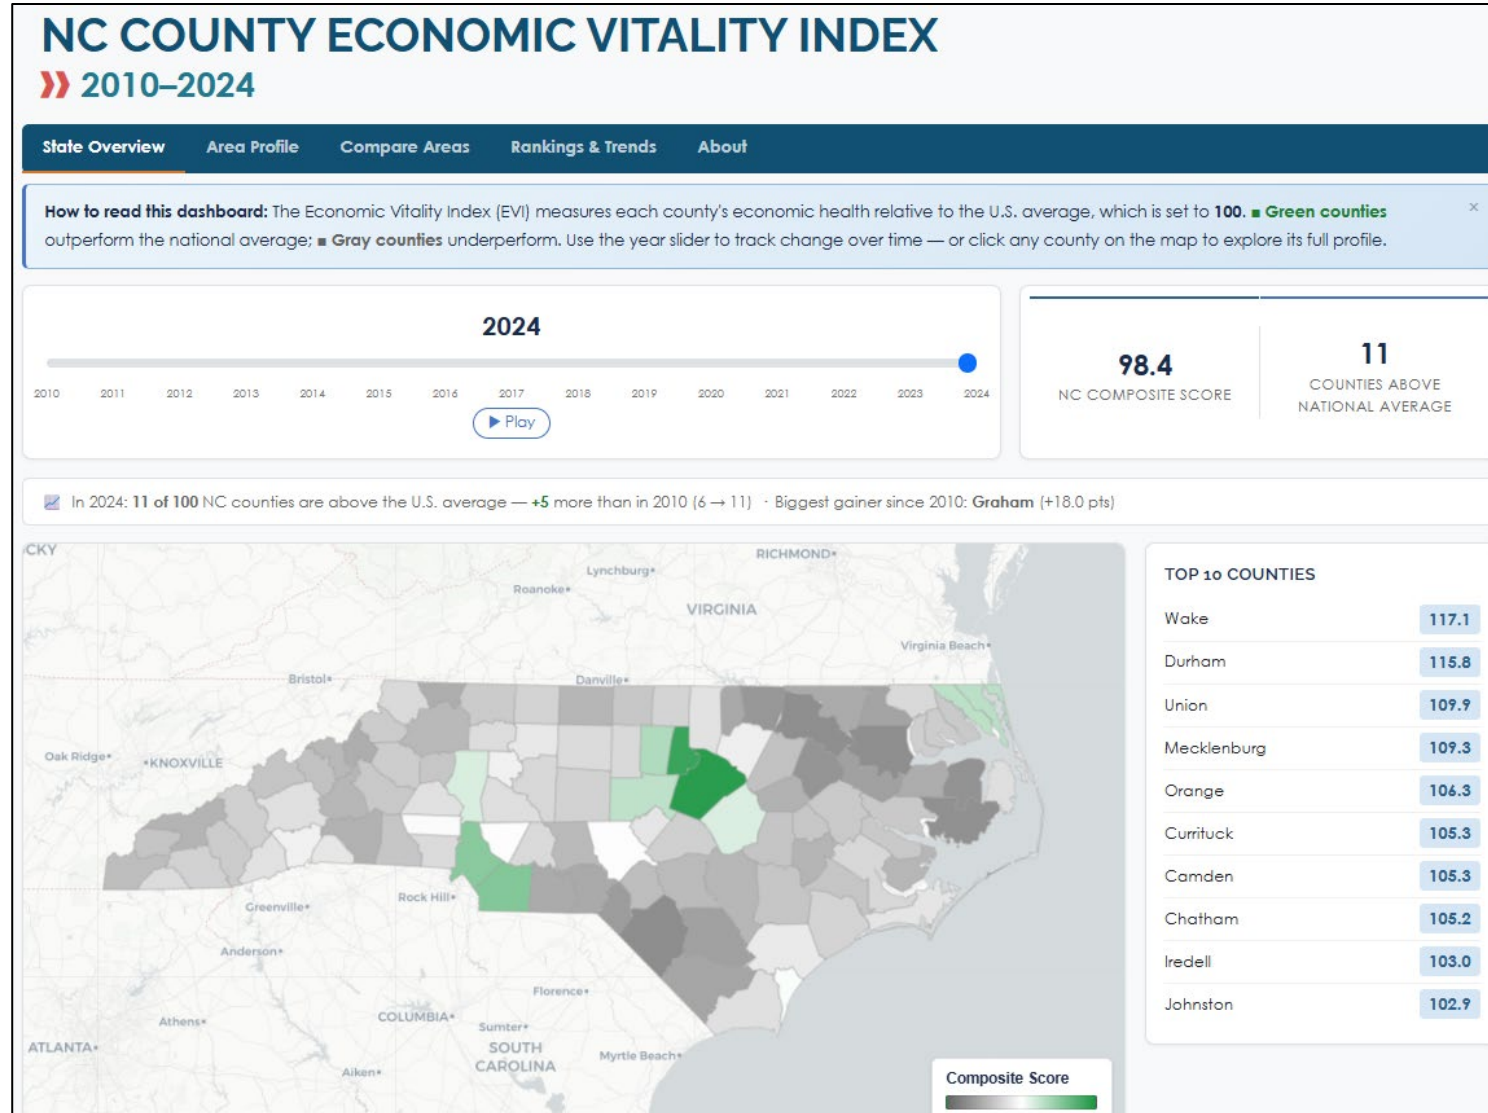 NC COUNTY ECONOMIC VITALITY INDEX
2010–2024
State Overview Area Profile Compare Areas Rankings & Trends About
How to read this dashboard: The Economic Vitality Index (EVI) measures each county's economic health relative to the U.S. average, which is set to 100. ■ Green counties
outperform the national average; ■ Gray counties underperform. Use the year slider to track change over time — or click any county on the map to explore its full profile.
×
2024
2010 2011 2012 2013 2014 2015 2016 2017 2018 2019 2020 2021 2022 2023 2024
▶ Play
98.4
NC COMPOSITE SCORE
11
COUNTIES ABOVE
NATIONAL AVERAGE
In 2024: 11 of 100 NC counties are above the U.S. average — +5 more than in 2010 (6 → 11) · Biggest gainer since 2010: Graham (+18.0 pts)
CKY
RICHMOND
Lynchburg
Roanoke
VIRGINIA
Virginia Beach
Bristol
Danville
Oak Ridge
KNOXVILLE
Rock Hill
Greenville
Anderson
Florence
Athens
COLUMBIA
Sumter
ATLANTA
SOUTH
CAROLINA
Myrtle Beach
Aiken
Composite Score
TOP 10 COUNTIES
Wake 117.1
Durham 115.8
Union 109.9
Mecklenburg 109.3
Orange 106.3
Currituck 105.3
Camden 105.3
Chatham 105.2
Iredell 103.0
Johnston 102.9